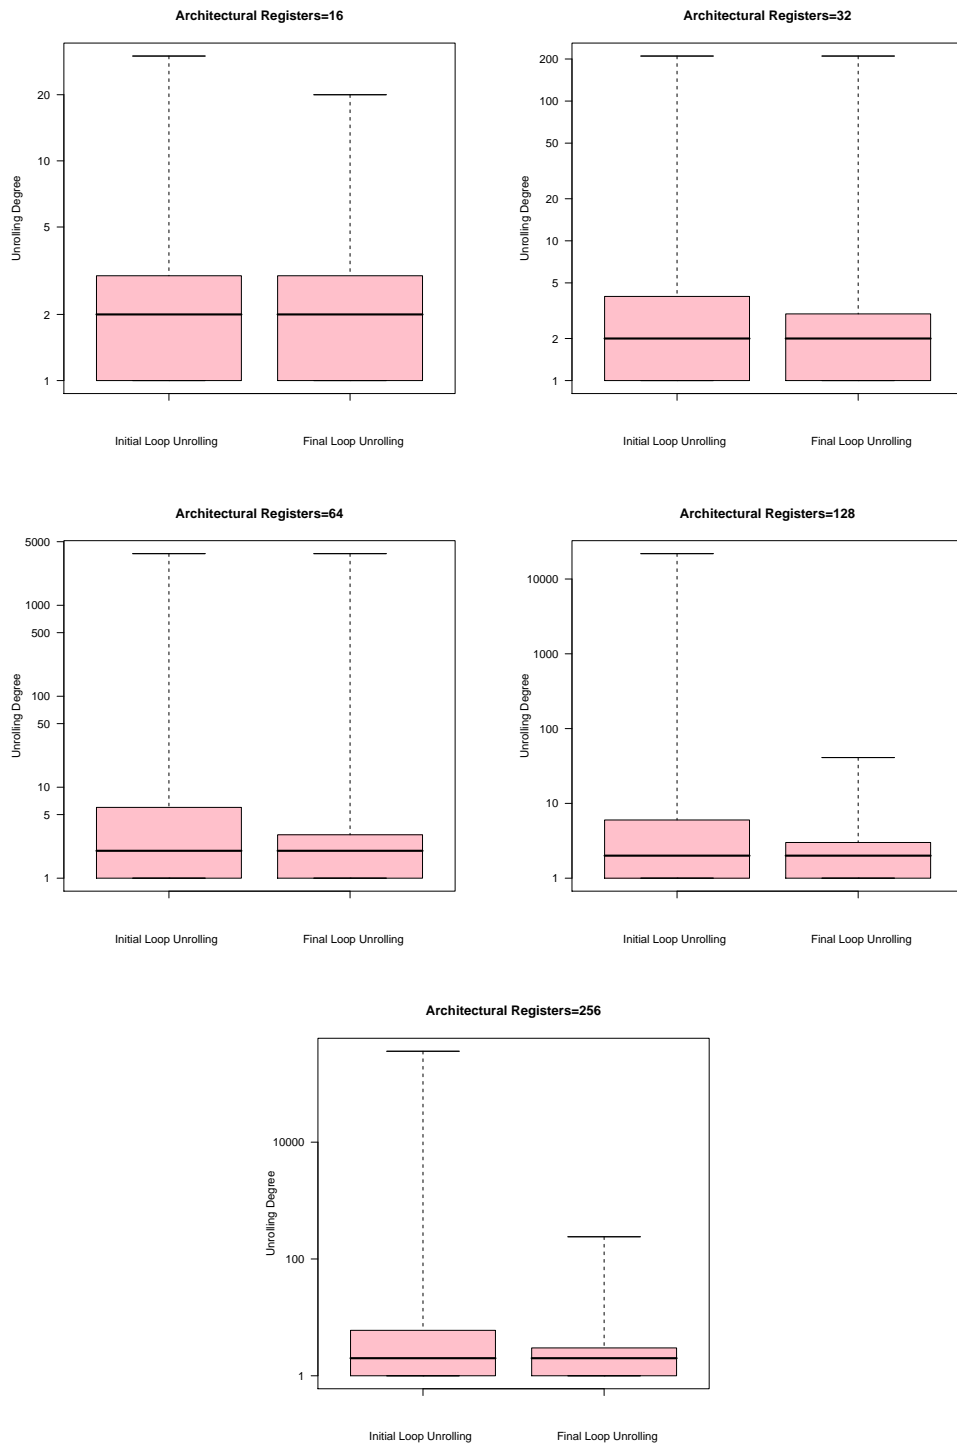 Architectural Registers=16
Unrolling Degree
20
10
5
2
1
Initial Loop Unrolling
Final Loop Unrolling
Architectural Registers=32
Unrolling Degree
200
100
50
20
10
5
2
1
Initial Loop Unrolling
Final Loop Unrolling
Architectural Registers=64
Unrolling Degree
5000
1000
500
100
50
10
5
1
Initial Loop Unrolling
Final Loop Unrolling
Architectural Registers=128
Unrolling Degree
10000
1000
100
10
1
Initial Loop Unrolling
Final Loop Unrolling
Architectural Registers=256
Unrolling Degree
10000
100
1
Initial Loop Unrolling
Final Loop Unrolling